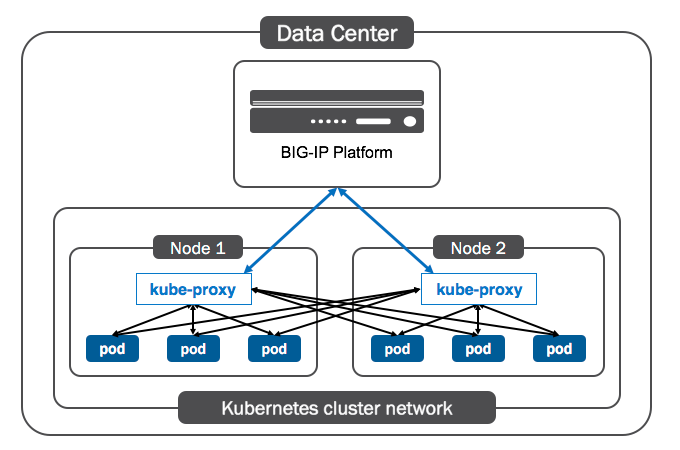 Data Center
BIG-IP Platform
Node 1
Node 2
kube-proxy
kube-proxy
pod
pod
pod
pod
pod
pod
Kubernetes cluster network